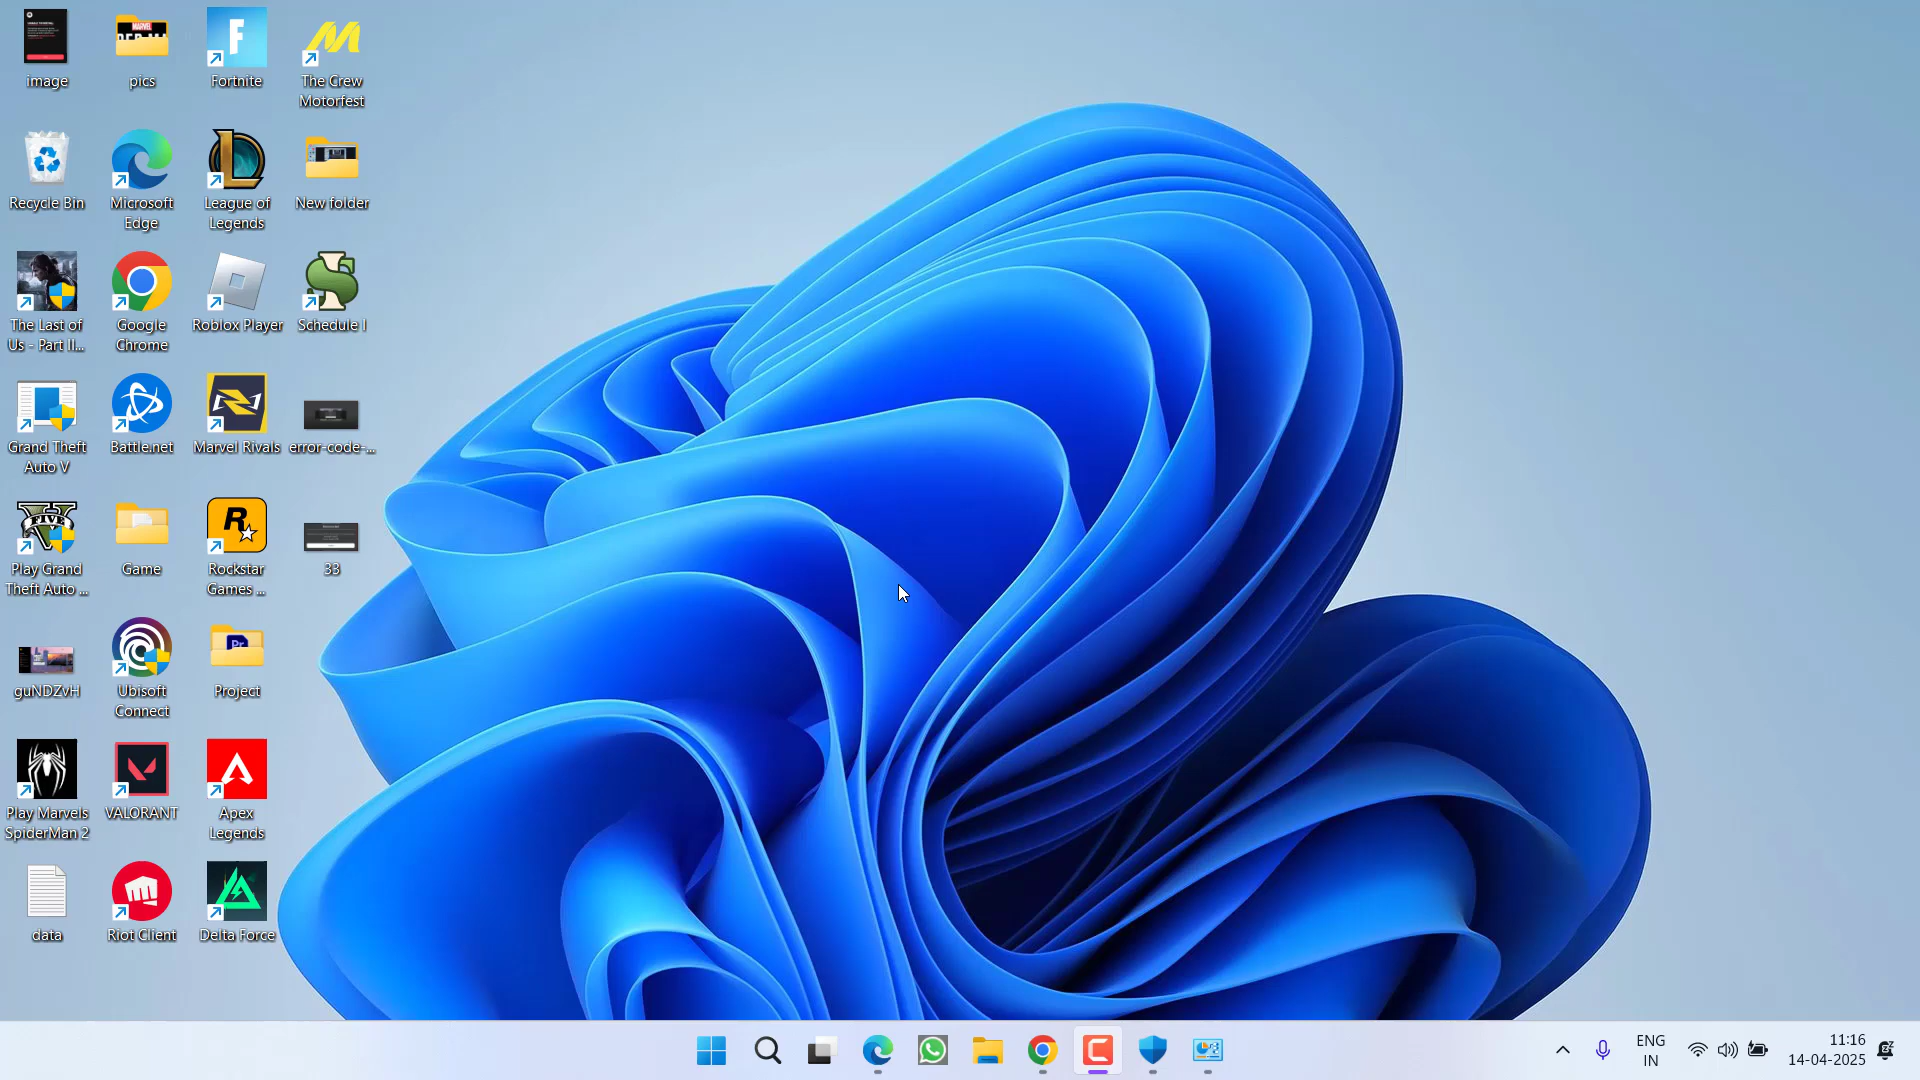 image
pics
Fortnite
The Crew
Motorfest
Recycle Bin
Microsoft
Edge
League of
Legends
New folder
The Last of
Us - Part II...
Google
Chrome
Roblox Player
Schedule I
Grand Theft
Auto V
Battle.net
Marvel Rivals
error-code-...
Play Grand
Theft Auto ...
Game
Rockstar
Games ...
33
guNDZvH
Ubisoft
Connect
Project
Play Marvels
SpiderMan 2
VALORANT
Apex
Legends
data
Riot Client
Delta Force
MARVEL
FIVE
Pr
ENG
IN
11:16
14-04-2025